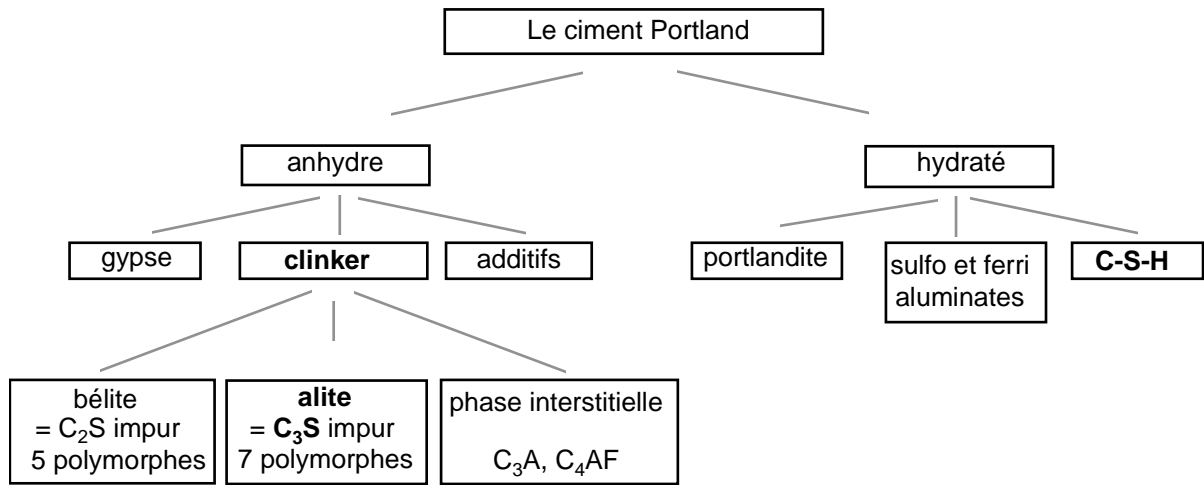 Le ciment Portland
anhydre
hydraté
gypse
clinker
additifs
portlandite
sulfo et ferri
aluminates
C-S-H
bélite
= C₂S impur
5 polymorphes
alite
= C₃S impur
7 polymorphes
phase interstitielle
C₃A, C₄AF